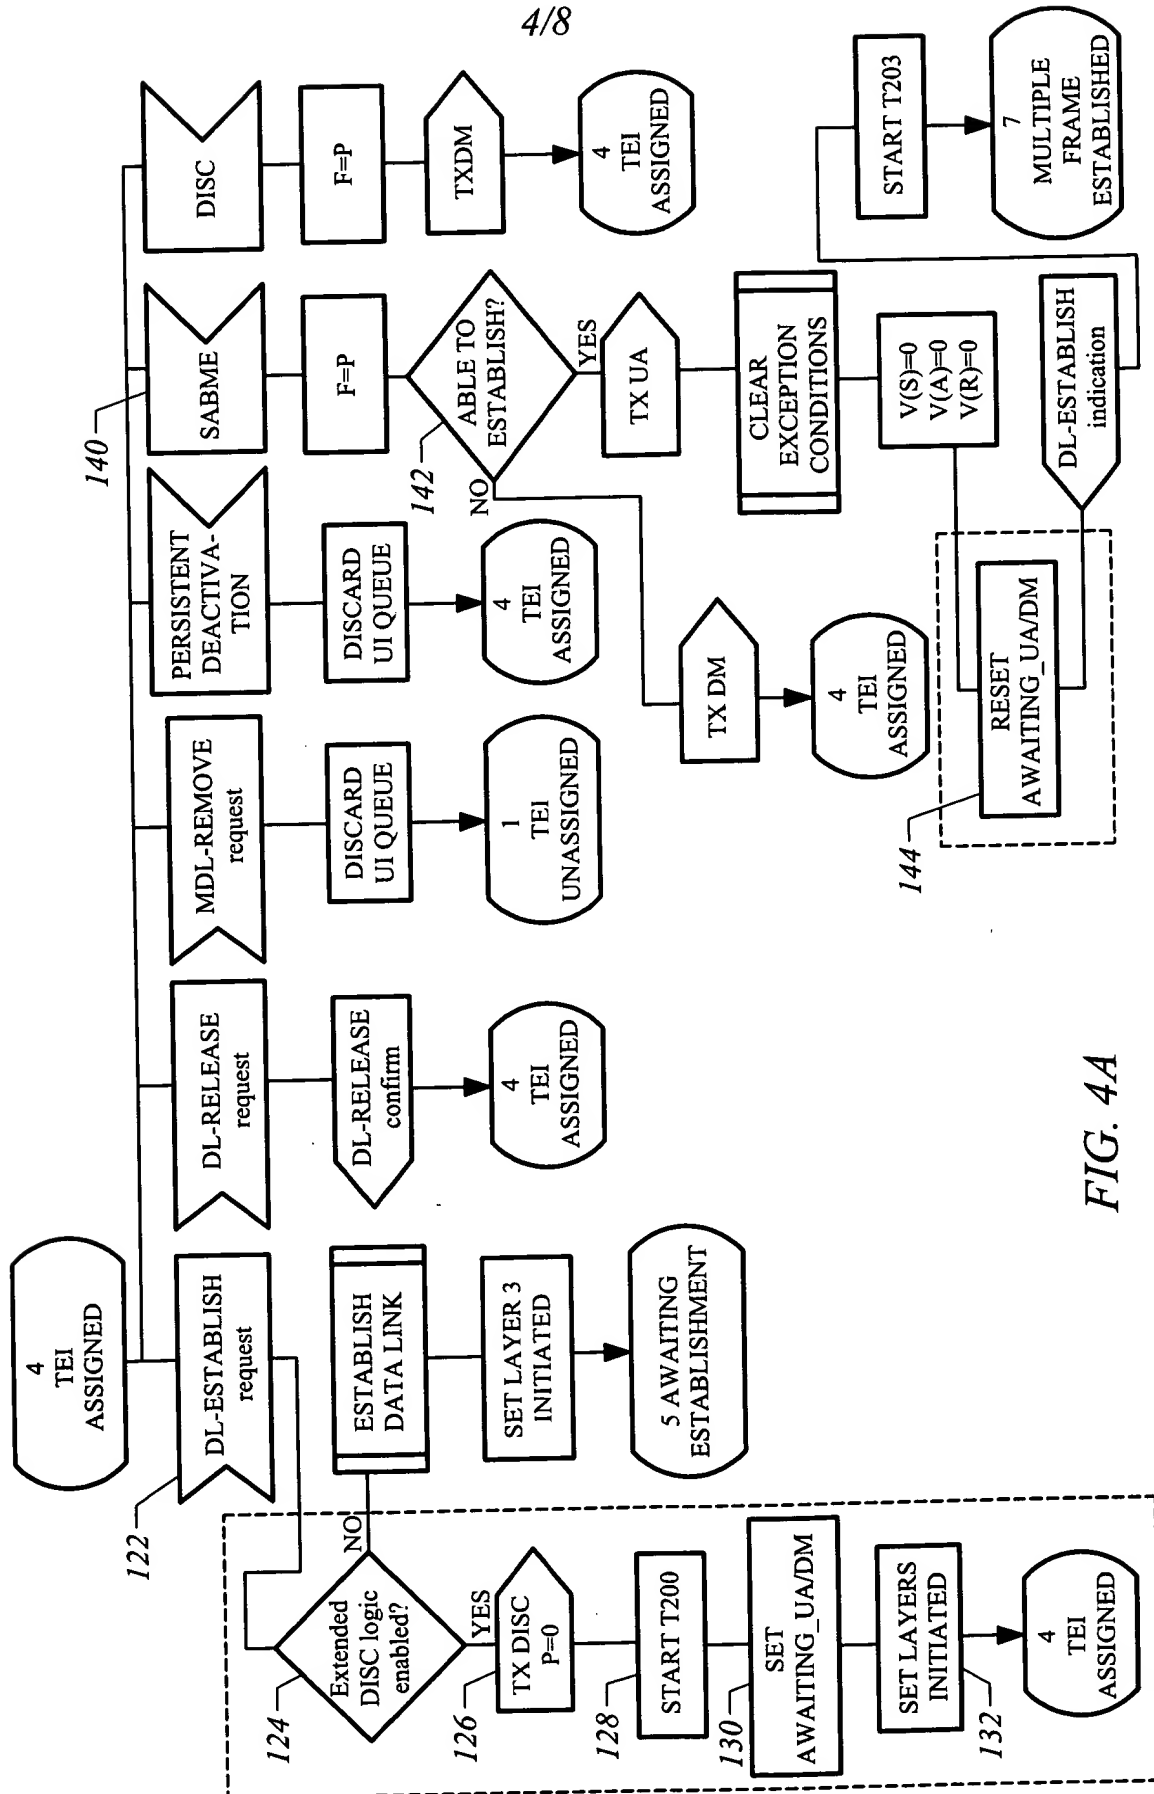 4/8
4
TEI
ASSIGNED
122
DL-ESTABLISH
request
124
Extended
DISC logic
enabled?
NO
YES
126
TX DISC
P=0
128
START T200
130
SET
AWAITING_UA/DM
132
SET LAYERS
INITIATED
4
TEI
ASSIGNED
ESTABLISH
DATA LINK
SET LAYER 3
INITIATED
5 AWAITING
ESTABLISHMENT
DL-RELEASE
request
DL-RELEASE
confirm
4
TEI
ASSIGNED
MDL-REMOVE
request
DISCARD
UI QUEUE
1
TEI
UNASSIGNED
PERSISTENT
DEACTIVA-
TION
DISCARD
UI QUEUE
4
TEI
ASSIGNED
140
SABME
F=P
142
ABLE TO
ESTABLISH?
NO
YES
TX DM
4
TEI
ASSIGNED
TX UA
CLEAR
EXCEPTION
CONDITIONS
V(S)=0
V(A)=0
V(R)=0
144
RESET
AWAITING_UA/DM
DL-ESTABLISH
indication
START T203
7
MULTIPLE
FRAME
ESTABLISHED
DISC
F=P
TXDM
4
TEI
ASSIGNED
FIG. 4A